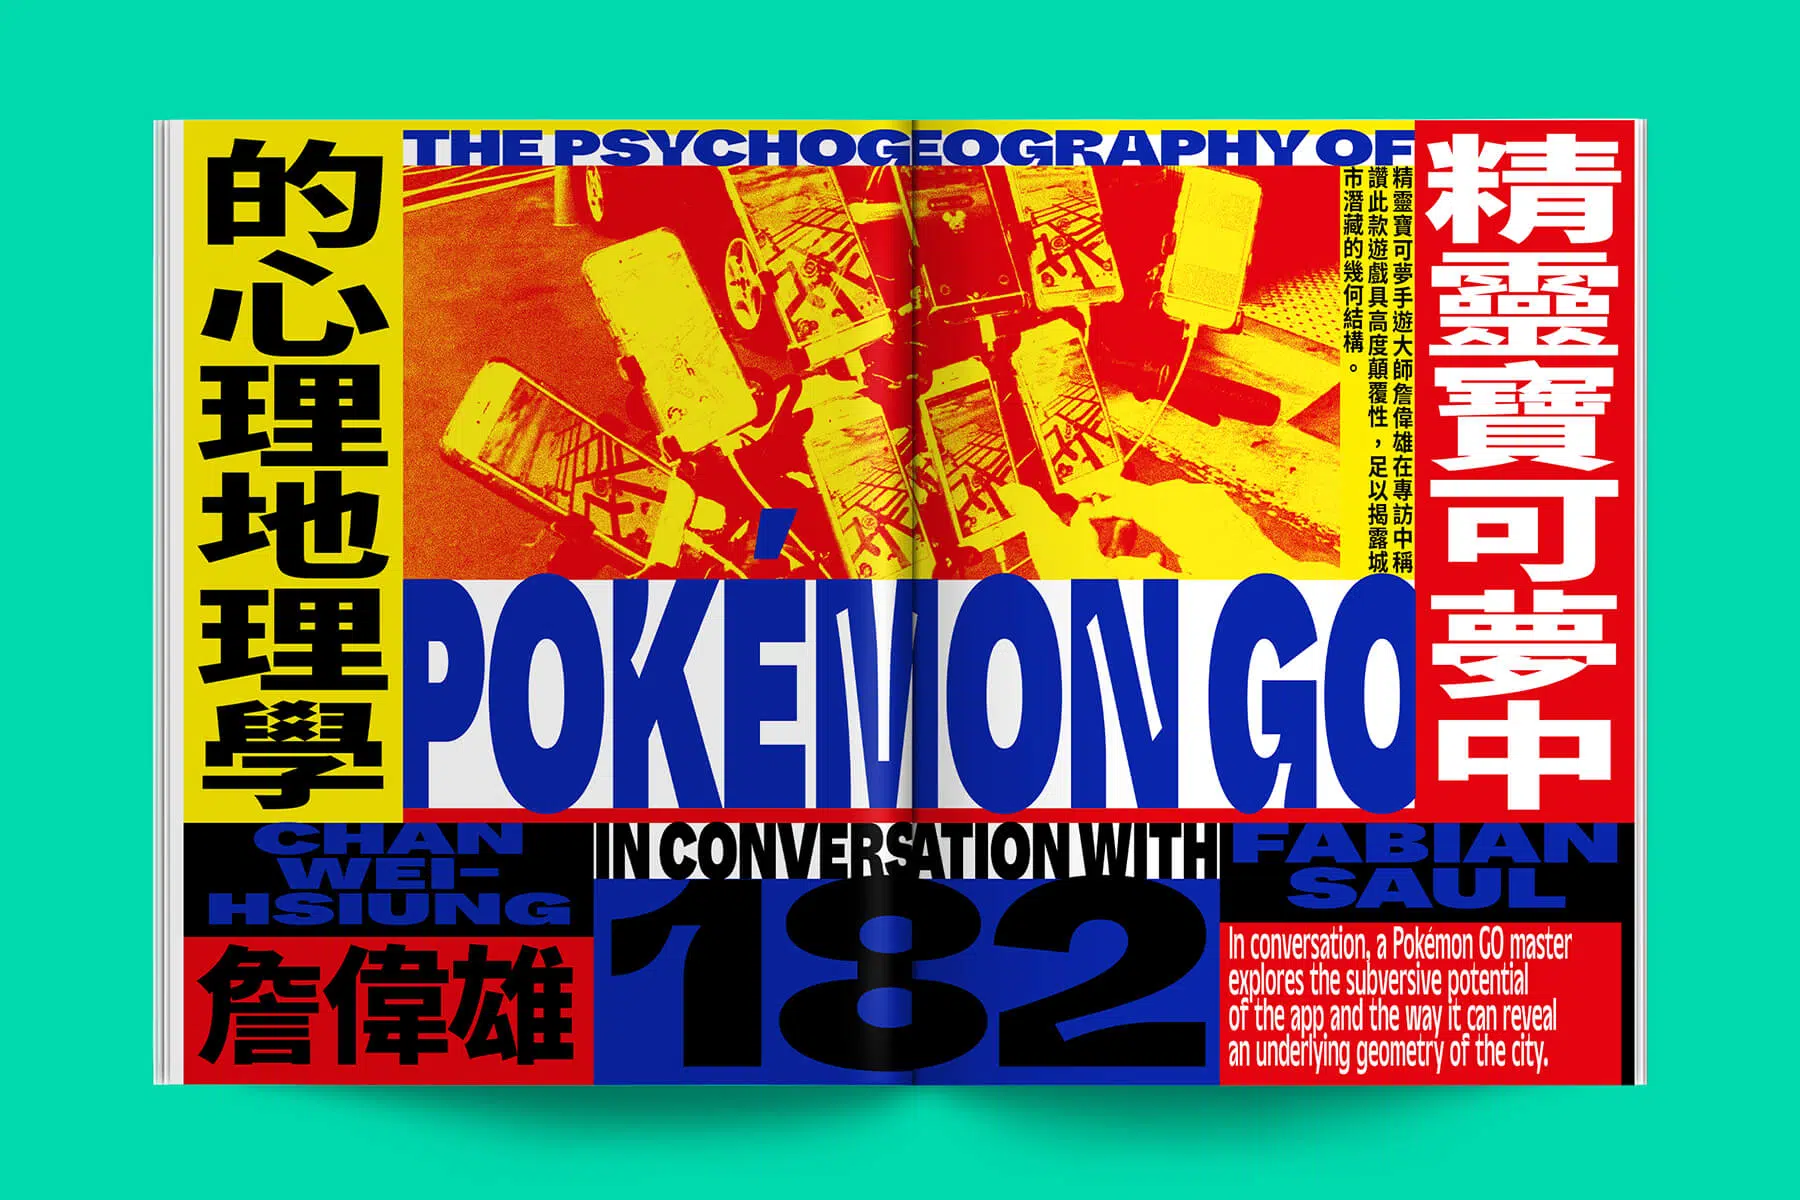 THE PSYCHOGEOGRAPHY OF
POKÉMON GO
精靈寶可夢中
的心理地理學
精靈寶可夢手遊大師詹偉雄在專訪中稱
讚此款遊戲具高度顛覆性，足以揭露城
市潛藏的幾何結構。
CHAN
WEI-
HSIUNG
詹偉雄
IN CONVERSATION WITH
182
FABIAN
SAUL
In conversation, a Pokémon GO master
explores the subversive potential
of the app and the way it can reveal
an underlying geometry of the city.